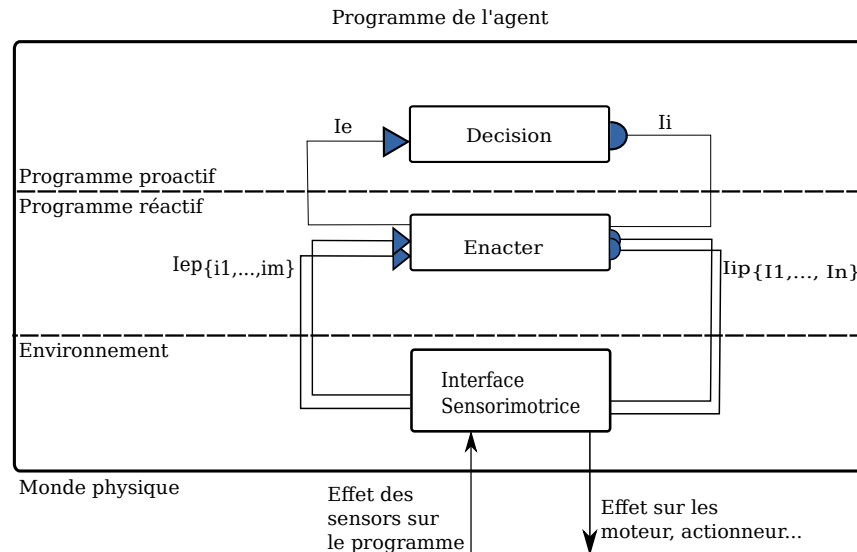 Programme de l'agent
Ie
Decision
Ii
Programme proactif
Programme réactif
Enacter
Iep{i1,...,im}
Iip{I1,..., In}
Environnement
Interface
Sensorimotrice
Monde physique
Effet des
sensors sur
le programme
Effet sur les
moteur, actionneur...